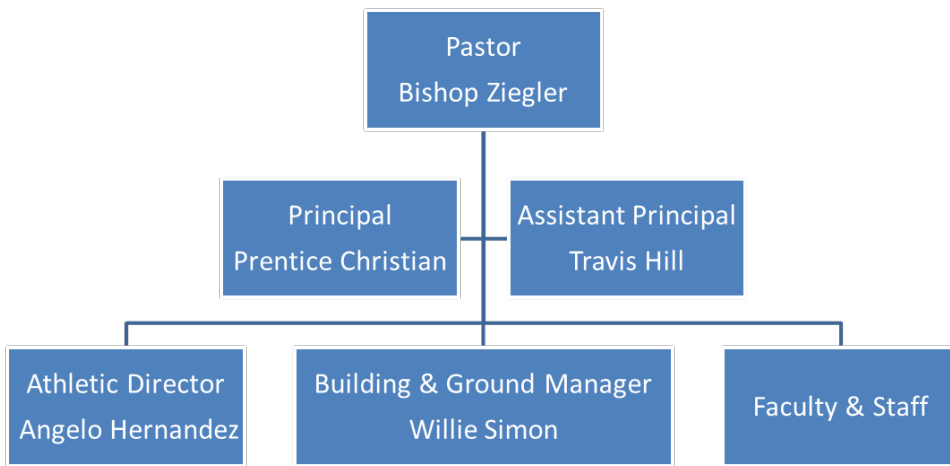 Pastor
Bishop Ziegler
Principal
Prentice Christian
Assistant Principal
Travis Hill
Athletic Director
Angelo Hernandez
Building & Ground Manager
Willie Simon
Faculty & Staff